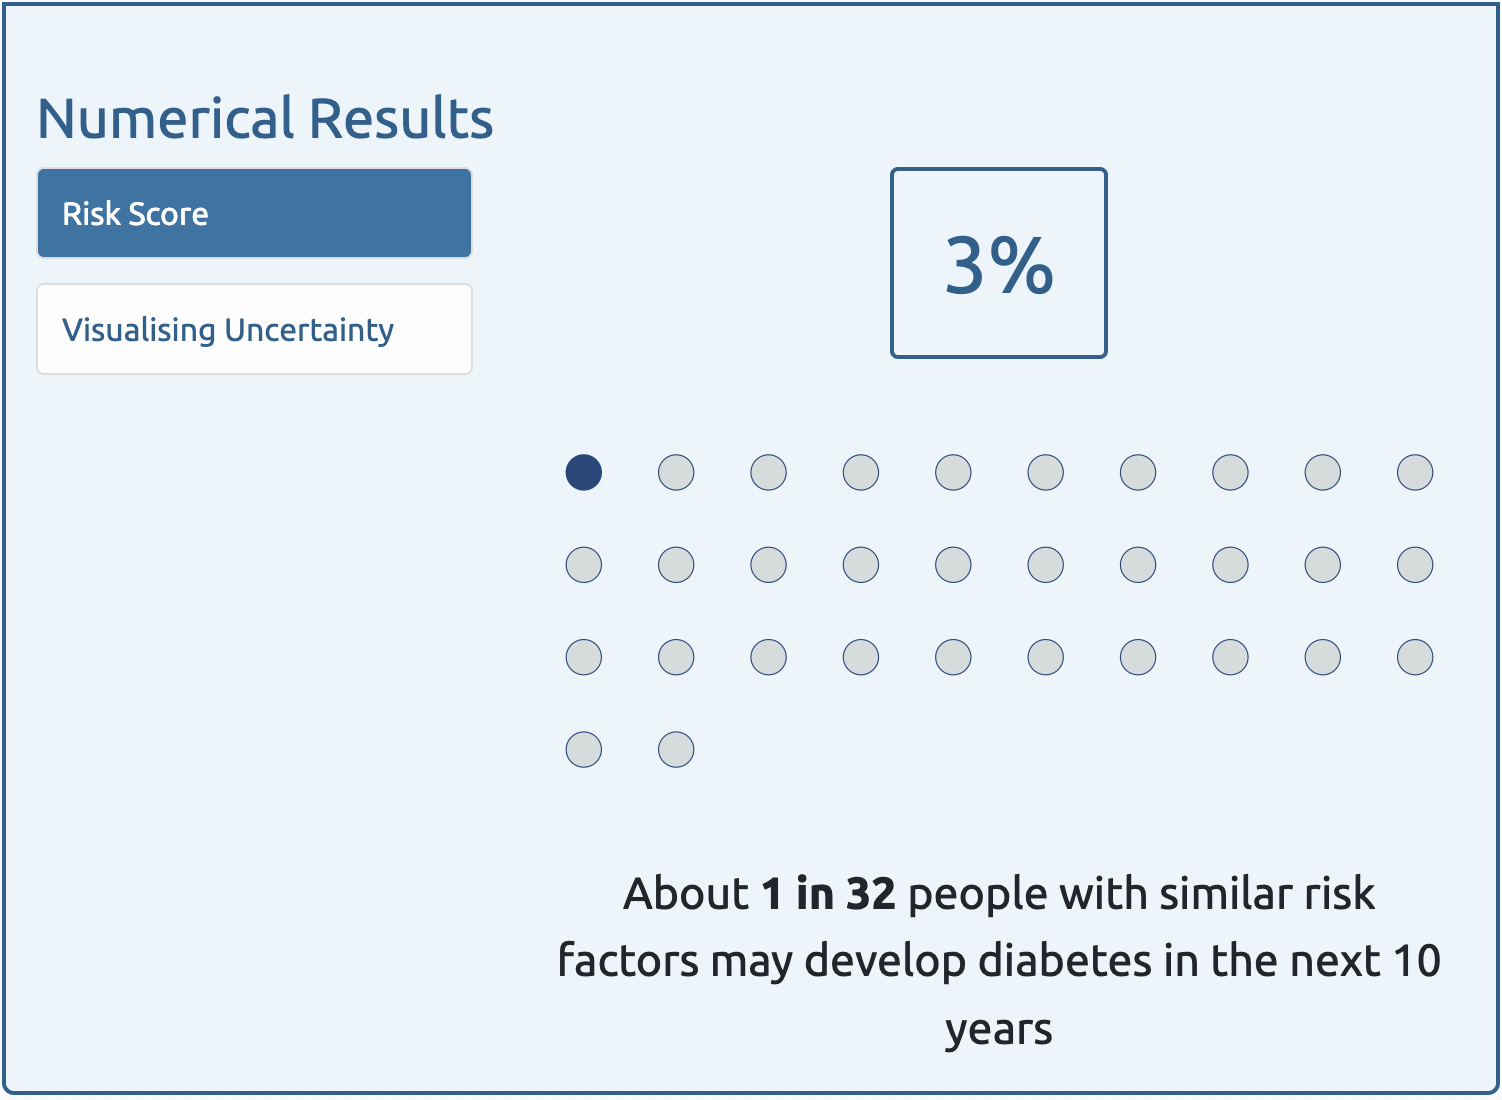 Numerical Results
Risk Score
Visualising Uncertainty
3%
About 1 in 32 people with similar risk
factors may develop diabetes in the next 10
years